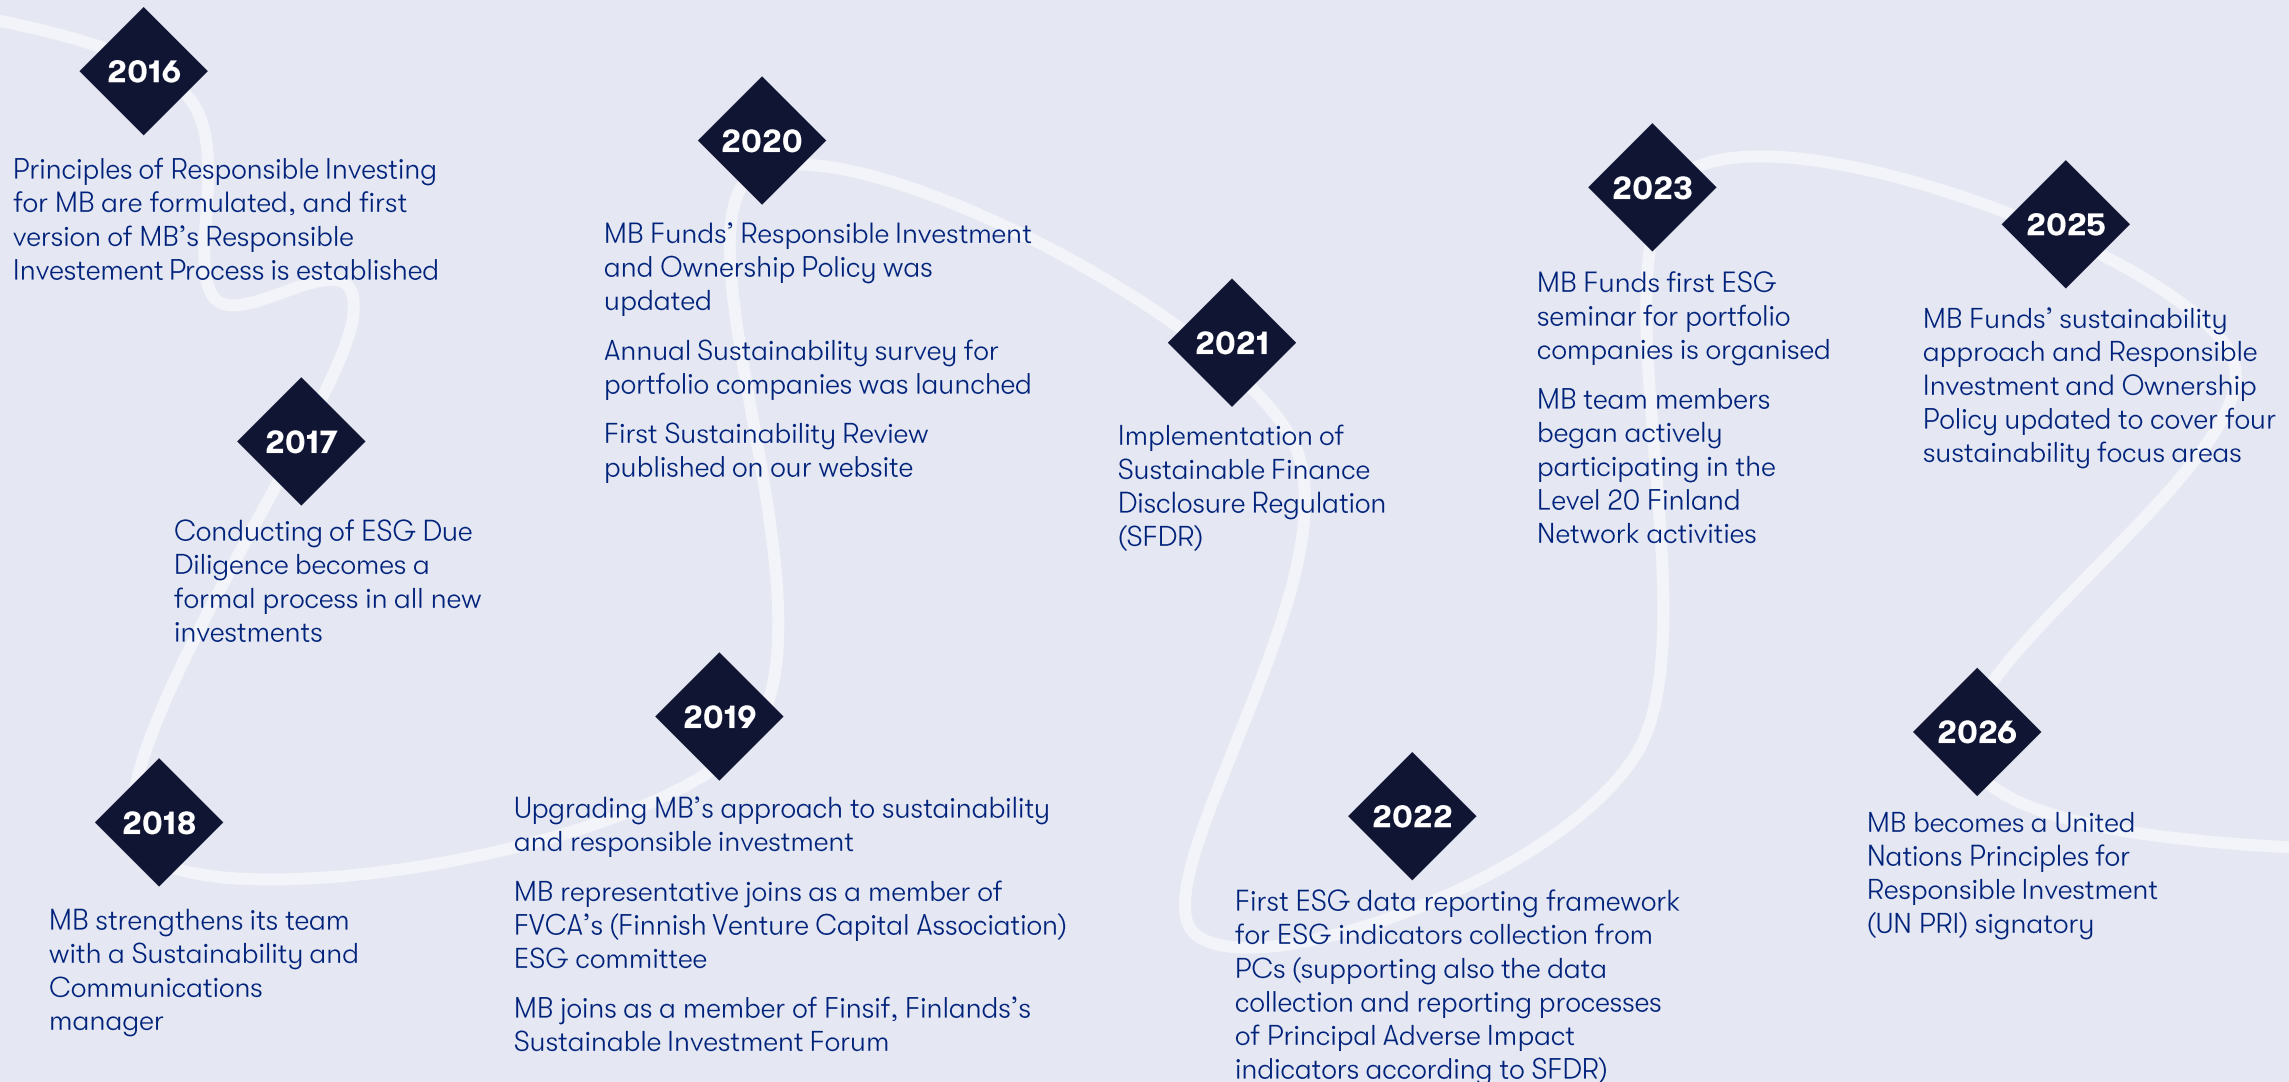 2016
Principles of Responsible Investing
for MB are formulated, and first
version of MB’s Responsible
Investement Process is established
2017
Conducting of ESG Due
Diligence becomes a
formal process in all new
investments
2018
MB strengthens its team
with a Sustainability and
Communications
manager
2019
Upgrading MB’s approach to sustainability
and responsible investment
MB representative joins as a member of
FVCA’s (Finnish Venture Capital Association)
ESG committee
MB joins as a member of Finsif, Finlands’s
Sustainable Investment Forum
2020
MB Funds’ Responsible Investment
and Ownership Policy was
updated
Annual Sustainability survey for
portfolio companies was launched
First Sustainability Review
published on our website
2021
Implementation of
Sustainable Finance
Disclosure Regulation
(SFDR)
2022
First ESG data reporting framework
for ESG indicators collection from
PCs (supporting also the data
collection and reporting processes
of Principal Adverse Impact
indicators according to SFDR)
2023
MB Funds first ESG
seminar for portfolio
companies is organised
MB team members
began actively
participating in the
Level 20 Finland
Network activities
2025
MB Funds’ sustainability
approach and Responsible
Investment and Ownership
Policy updated to cover four
sustainability focus areas
2026
MB becomes a United
Nations Principles for
Responsible Investment
(UN PRI) signatory